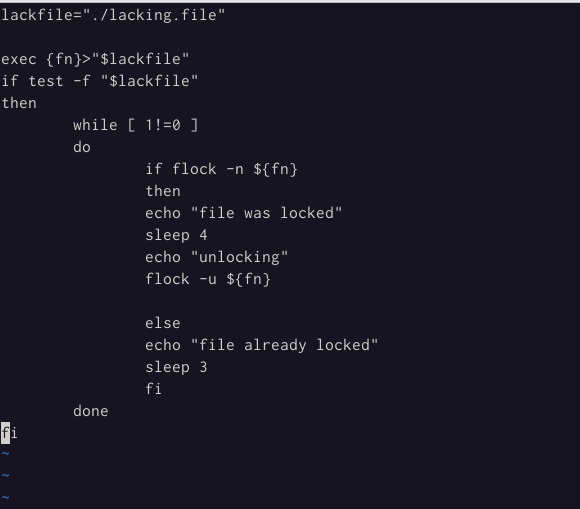 lackfile="./lacking.file"

exec {fn}>"$lackfile"
if test -f "$lackfile"
then
        while [ 1!=0 ]
        do
                if flock -n ${fn}
                then
                echo "file was locked"
                sleep 4
                echo "unlocking"
                flock -u ${fn}

                else
                echo "file already locked"
                sleep 3
                fi
        done
fi
~
~
~